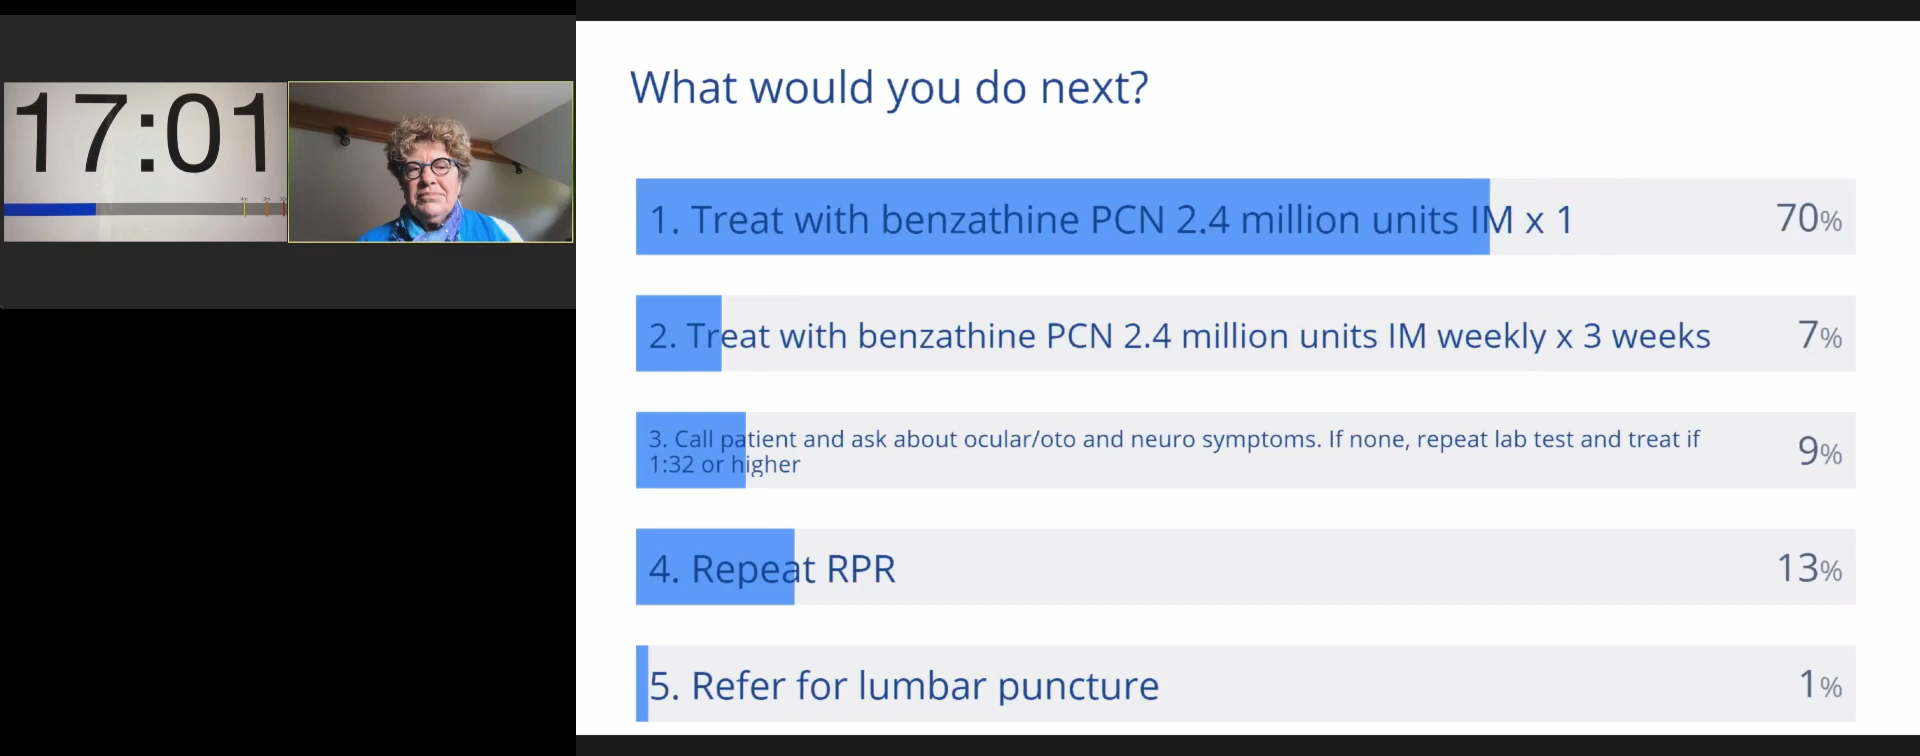 17:01
What would you do next?
1. Treat with benzathine PCN 2.4 million units IM x 1 70%
2. Treat with benzathine PCN 2.4 million units IM weekly x 3 weeks 7%
3. Call patient and ask about ocular/oto and neuro symptoms. If none, repeat lab test and treat if
1:32 or higher 9%
4. Repeat RPR 13%
5. Refer for lumbar puncture 1%